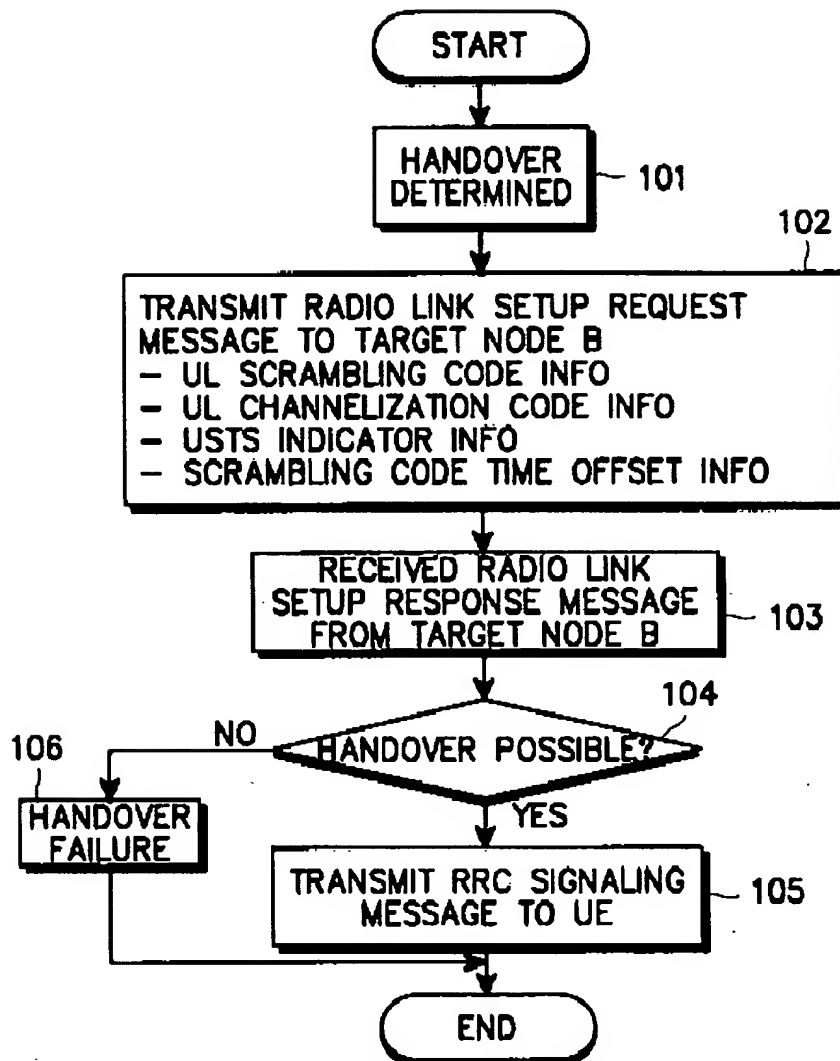 START
HANDOVER
DETERMINED
101
102
TRANSMIT RADIO LINK SETUP REQUEST
MESSAGE TO TARGET NODE B
– UL SCRAMBLING CODE INFO
– UL CHANNELIZATION CODE INFO
– USTS INDICATOR INFO
– SCRAMBLING CODE TIME OFFSET INFO
RECEIVED RADIO LINK
SETUP RESPONSE MESSAGE
FROM TARGET NODE B
103
104
HANDOVER POSSIBLE?
NO
106
HANDOVER
FAILURE
YES
TRANSMIT RRC SIGNALING
MESSAGE TO UE
105
END